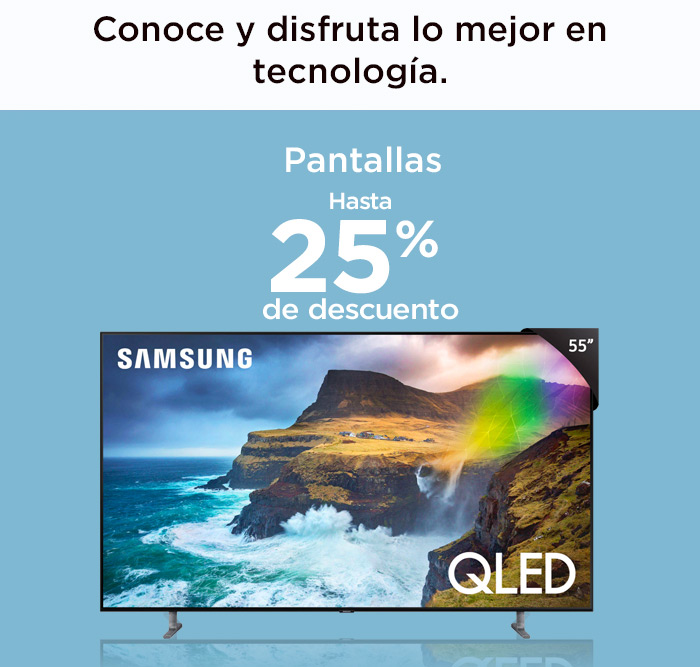 Conoce y disfruta lo mejor en
tecnología.
Pantallas
Hasta
25%
de descuento
SAMSUNG
55”
QLED